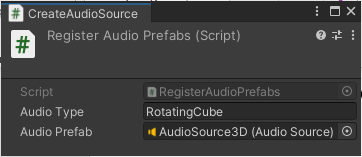 CreateAudioSource
Register Audio Prefabs (Script)
Script RegisterAudioPrefabs
Audio Type RotatingCube
Audio Prefab AudioSource3D (Audio Source)